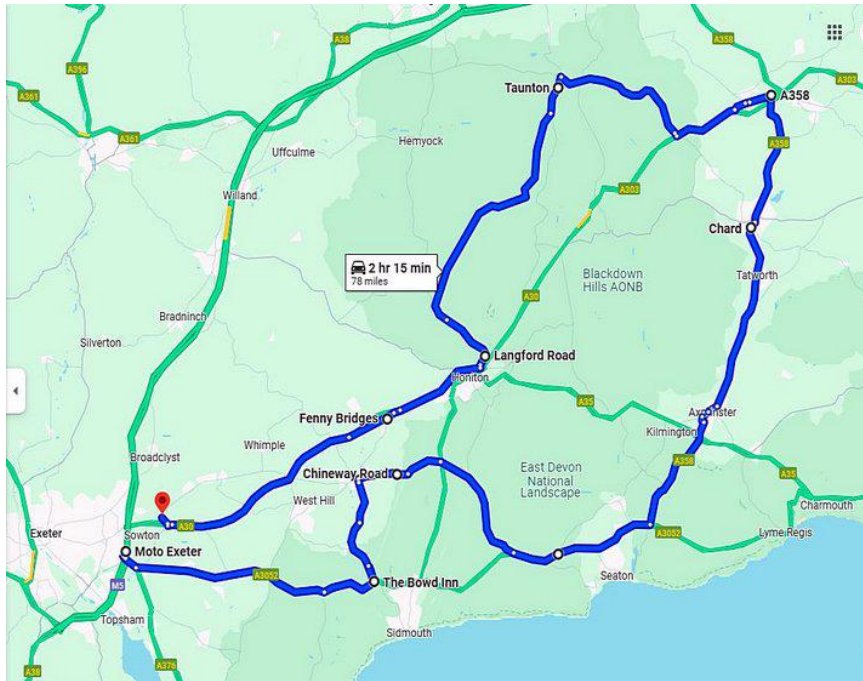 A38
A358
A396
A361
A361
A303
Taunton
A358
Hemyock
Uffculme
A358
Willand
A303
Chard
2 hr 15 min
78 miles
Blackdown
Hills AONB
Tatworth
A30
Bradninch
Silverton
Langford Road
Honiton
A35
Axminster
Fenny Bridges
Kilmington
Whimple
Broadclyst
Chineway Road
A358
East Devon
National
Landscape
A35
West Hill
Charmouth
A30
Exeter
Sowton
A3052
Lyme Regis
Moto Exeter
A3052
The Bowd Inn
Seaton
M5
Topsham
Sidmouth
A38
A376